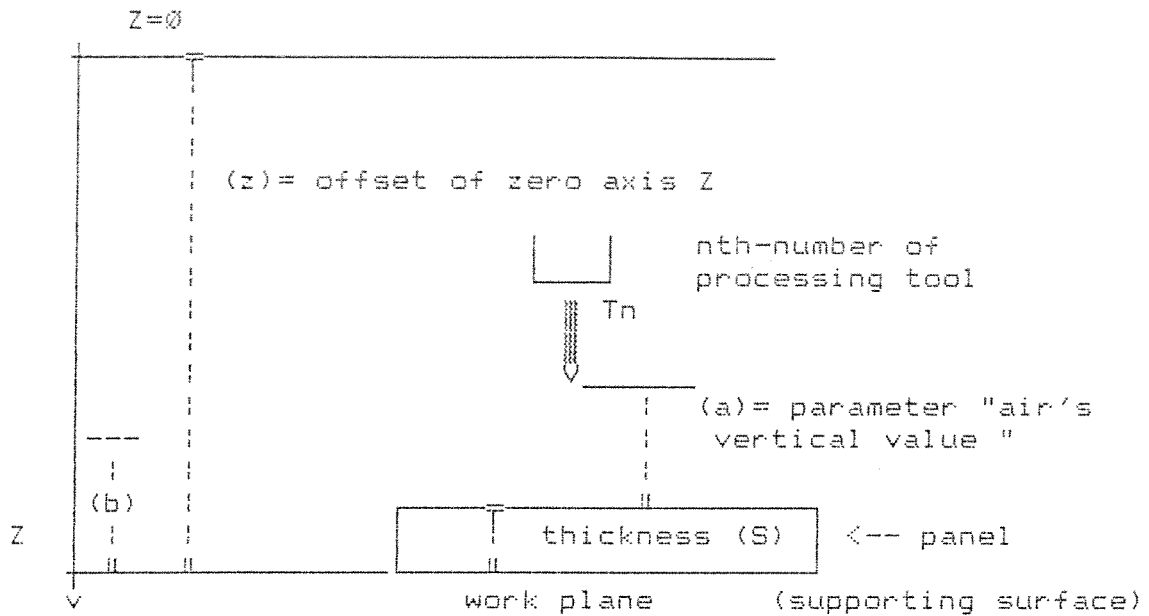 Z=0
(z)= offset of zero axis Z
nth-number of
processing tool
Tn
(a)= parameter "air's
vertical value "
(b)
Z
thickness (S)
<-- panel
work plane
(supporting surface)